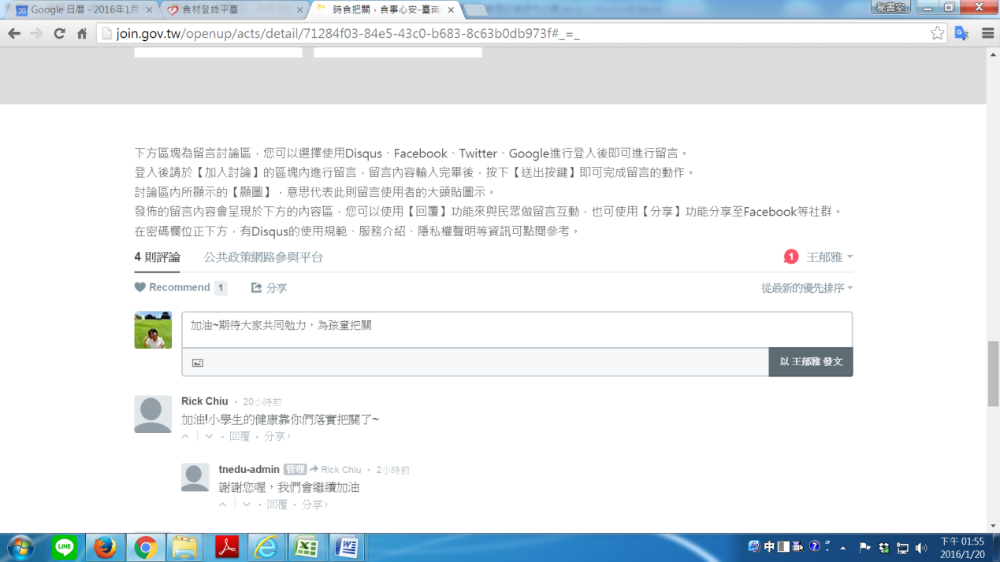 20 Google 日曆 - 2016年1月
食材登錄平臺
時食把關，食事心安-臺南
秘書室
join.gov.tw/openup/acts/detail/71284f03-84e5-43c0-b683-8c63b0db973f#_=_
下方區塊為留言討論區，您可以選擇使用Disqus、Facebook、Twitter、Google進行登入後即可進行留言。
登入後請於【加入討論】的區塊內進行留言，留言內容輸入完畢後，按下【送出按鍵】即可完成留言的動作。
討論區內所顯示的【顯圖】，意思代表此則留言使用者的大頭貼圖示。
發佈的留言內容會呈現於下方的內容區，您可以使用【回覆】功能來與民眾做留言互動，也可使用【分享】功能分享至Facebook等社群。
在密碼欄位正下方，有Disqus的使用規範、服務介紹、隱私權聲明等資訊可點閱參考。
4 則評論 公共政策網路參與平台 1 王郁雅
Recommend 1 分享 從最新的優先排序
加油~期待大家共同勉力，為孩童把關
以 王郁雅 發文
Rick Chiu • 20小時前
加油!小學生的健康靠你們落實把關了~
• 回覆 • 分享 ›
tnedu-admin 管理 Rick Chiu • 2小時前
謝謝您喔，我們會繼續加油
• 回覆 • 分享 ›
LINE
中
下午 01:55
2016/1/20